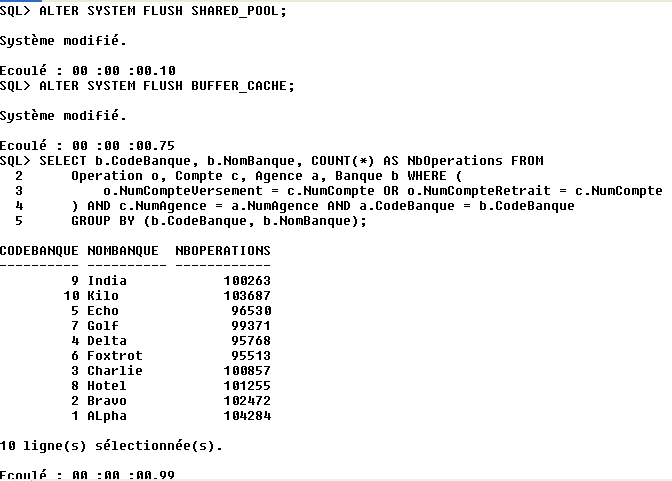 SQL> ALTER SYSTEM FLUSH SHARED_POOL;
Système modifié.
Ecoulé : 00 :00 :00.10
SQL> ALTER SYSTEM FLUSH BUFFER_CACHE;
Système modifié.
Ecoulé : 00 :00 :00.75
SQL> SELECT b.CodeBanque, b.NomBanque, COUNT(*) AS NbOperations FROM
2 Operation o, Compte c, Agence a, Banque b WHERE (
3 o.NumCompteVersement = c.NumCompte OR o.NumCompteRetrait = c.NumCompte
4 ) AND c.NumAgence = a.NumAgence AND a.CodeBanque = b.CodeBanque
5 GROUP BY (b.CodeBanque, b.NomBanque);
CODEBANQUE NOMBANQUE NBOPERATIONS
---------- ---------- ------------
9 India 100263
10 Kilo 103687
5 Echo 96530
7 Golf 99371
4 Delta 95768
6 Foxtrot 95513
3 Charlie 100857
8 Hotel 101255
2 Bravo 102472
1 ALpha 104284
10 ligne(s) sélectionnée(s).
Ecoulé : 00 :00 :00.99